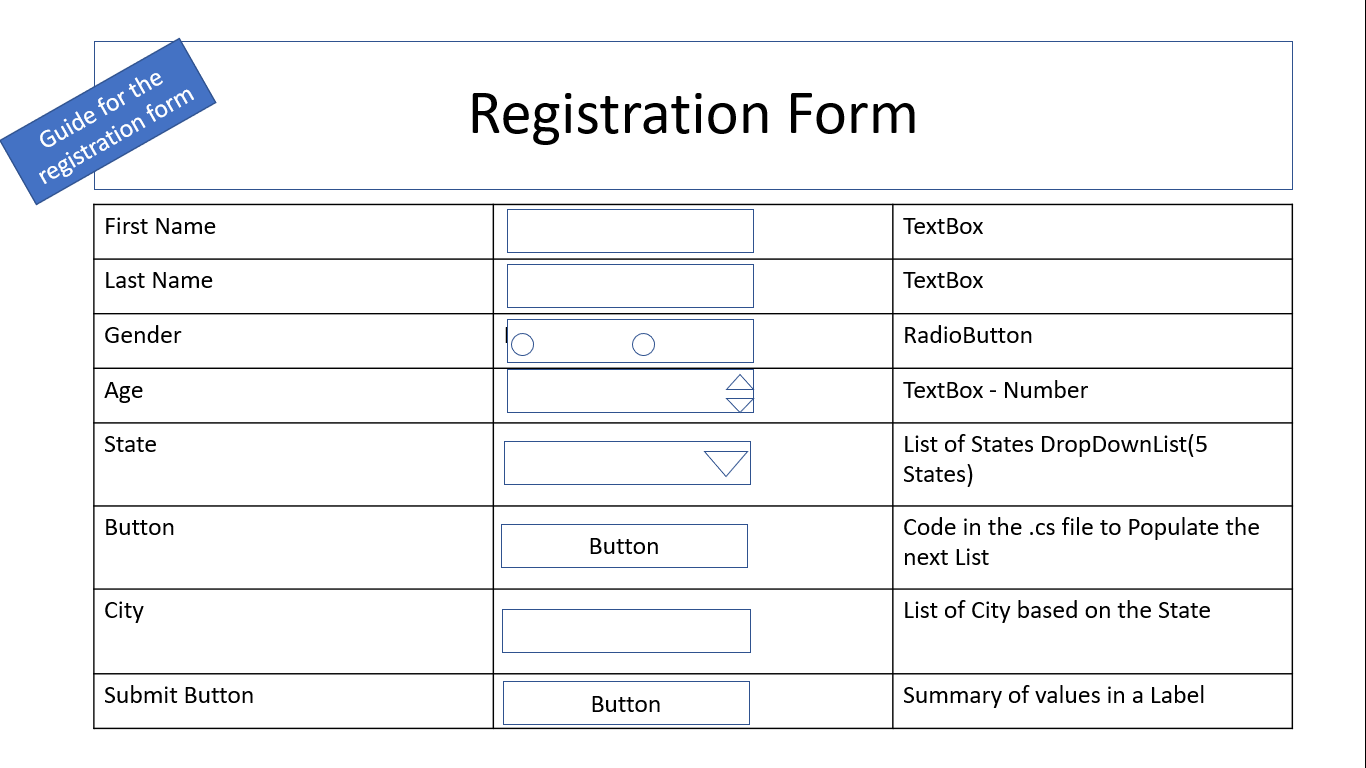 Guide for the
registration form
Registration Form
First Name
TextBox
Last Name
TextBox
Gender
RadioButton
Age
TextBox - Number
State
List of States DropDownList(5
States)
Button
Button
Code in the .cs file to Populate the
next List
City
List of City based on the State
Submit Button
Button
Summary of values in a Label